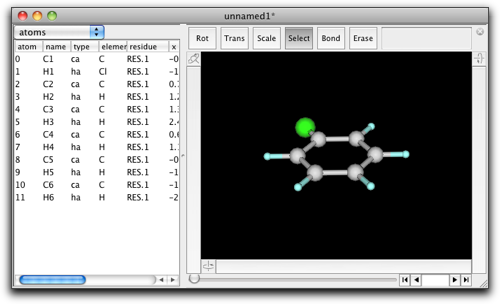 unnamed1*
atoms
Rot Trans Scale Select Bond Erase
atom name type elemer residue x
0 C1 ca C RES.1 -0
1 H1 ha Cl RES.1 -1
2 C2 ca C RES.1 0.
3 H2 ha H RES.1 1.2
4 C3 ca C RES.1 1.3
5 H3 ha H RES.1 2.4
6 C4 ca C RES.1 0.6
7 H4 ha H RES.1 1.
8 C5 ca C RES.1 -0
9 H5 ha H RES.1 -1
10 C6 ca C RES.1 -1
11 H6 ha H RES.1 -2